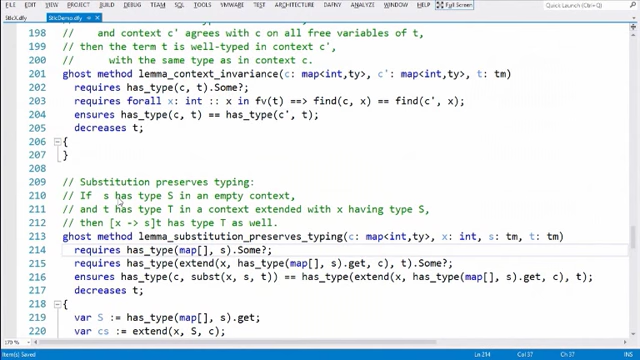 FILE EDIT VIEW PROJECT BUILD DEBUG TEAM SQL TOOLS VMWARE TEST ARCHITECTURE DAFNY ANALYZE WINDOW HELP Full Screen
Quick Launch (Ctrl+Q)
StlcDemo.dfy
198 // and context c' agrees with c on all free variables of t,
199 // then the term t is well-typed in context c',
200 // with the same type as in context c.
201 ghost method lemma_context_invariance(c: map<int,ty>, c': map<int,ty>, t: tm)
202 requires has_type(c, t).Some?;
203 requires forall x: int :: x in fv(t) ==> find(c, x) == find(c', x);
204 ensures has_type(c, t) == has_type(c', t);
205 decreases t;
206 {
207 }
208
209 // Substitution preserves typing:
210 // If s has type S in an empty context,
211 // and t has type T in a context extended with x having type S,
212 // then [x -> s]t has type T as well.
213 ghost method lemma_substitution_preserves_typing(c: map<int,ty>, x: int, s: tm, t: tm)
214 requires has_type(map[], s).Some?;
215 requires has_type(extend(x, has_type(map[], s).get, c), t).Some?;
216 ensures has_type(c, subst(x, s, t)) == has_type(extend(x, has_type(map[], s).get, c), t);
217 decreases t;
218 {
219 var S := has_type(map[], s).get;
220 var cs := extend(x, S, c);
179 %
Item(s) Saved Ln 214 Col 37 Ch 37 INS